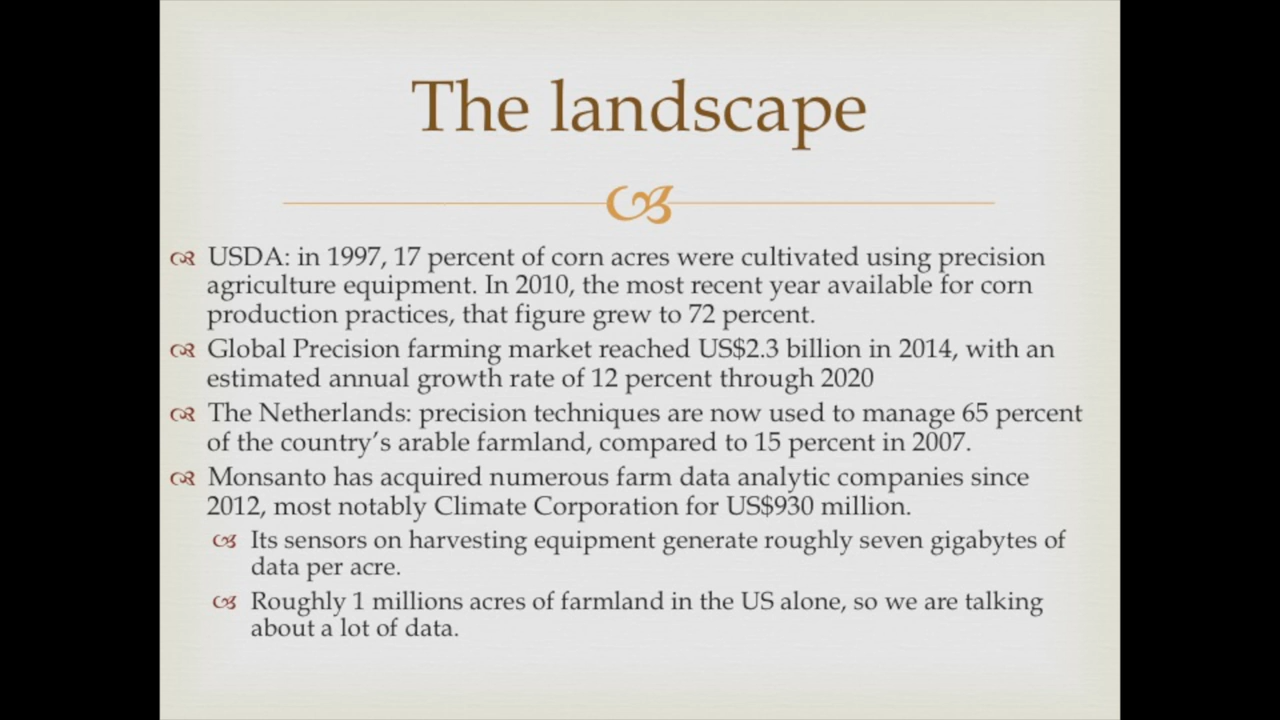 The landscape
USDA: in 1997, 17 percent of corn acres were cultivated using precision
agriculture equipment. In 2010, the most recent year available for corn
production practices, that figure grew to 72 percent.
Global Precision farming market reached US$2.3 billion in 2014, with an
estimated annual growth rate of 12 percent through 2020
The Netherlands: precision techniques are now used to manage 65 percent
of the country’s arable farmland, compared to 15 percent in 2007.
Monsanto has acquired numerous farm data analytic companies since
2012, most notably Climate Corporation for US$930 million.
Its sensors on harvesting equipment generate roughly seven gigabytes of
data per acre.
Roughly 1 millions acres of farmland in the US alone, so we are talking
about a lot of data.